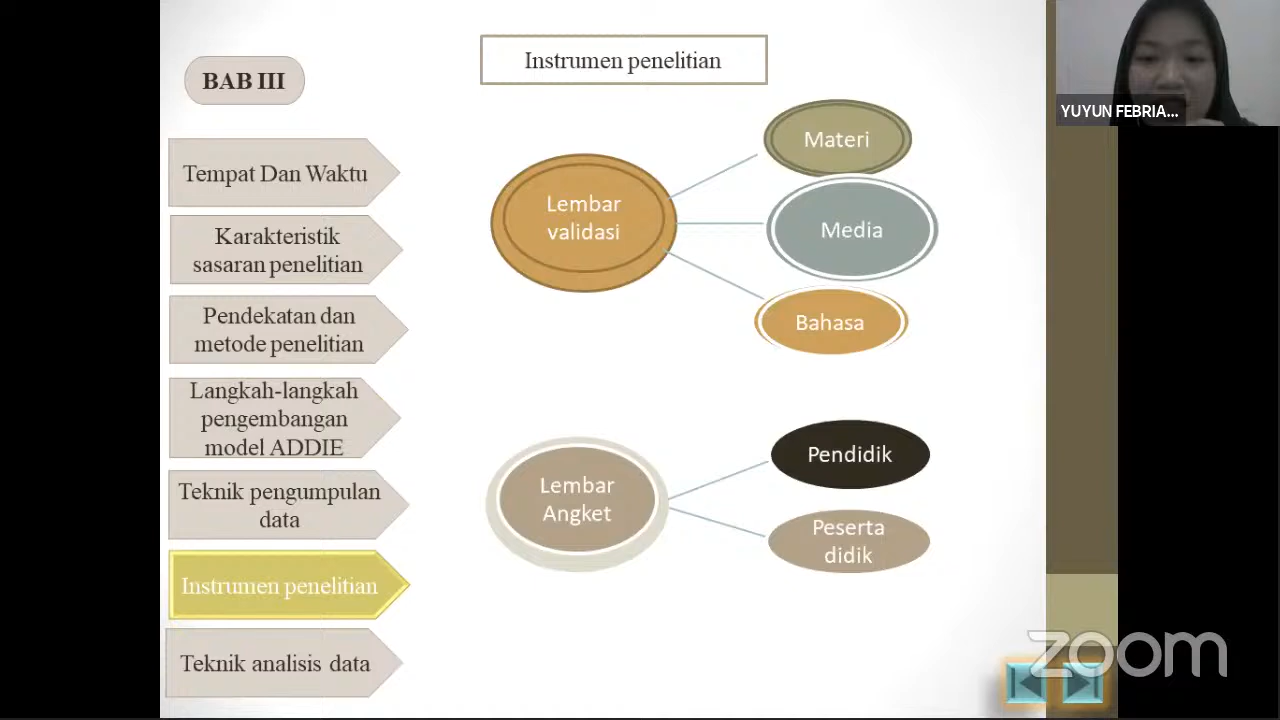 BAB III
Tempat Dan Waktu
Karakteristik
sasaran penelitian
Pendekatan dan
metode penelitian
Langkah-langkah
pengembangan
model ADDIE
Teknik pengumpulan
data
Instrumen penelitian
Teknik analisis data
Instrumen penelitian
Lembar
validasi
Materi
Media
Bahasa
Lembar
Angket
Pendidik
Peserta
didik
YUYUN FEBRIA...
zoom